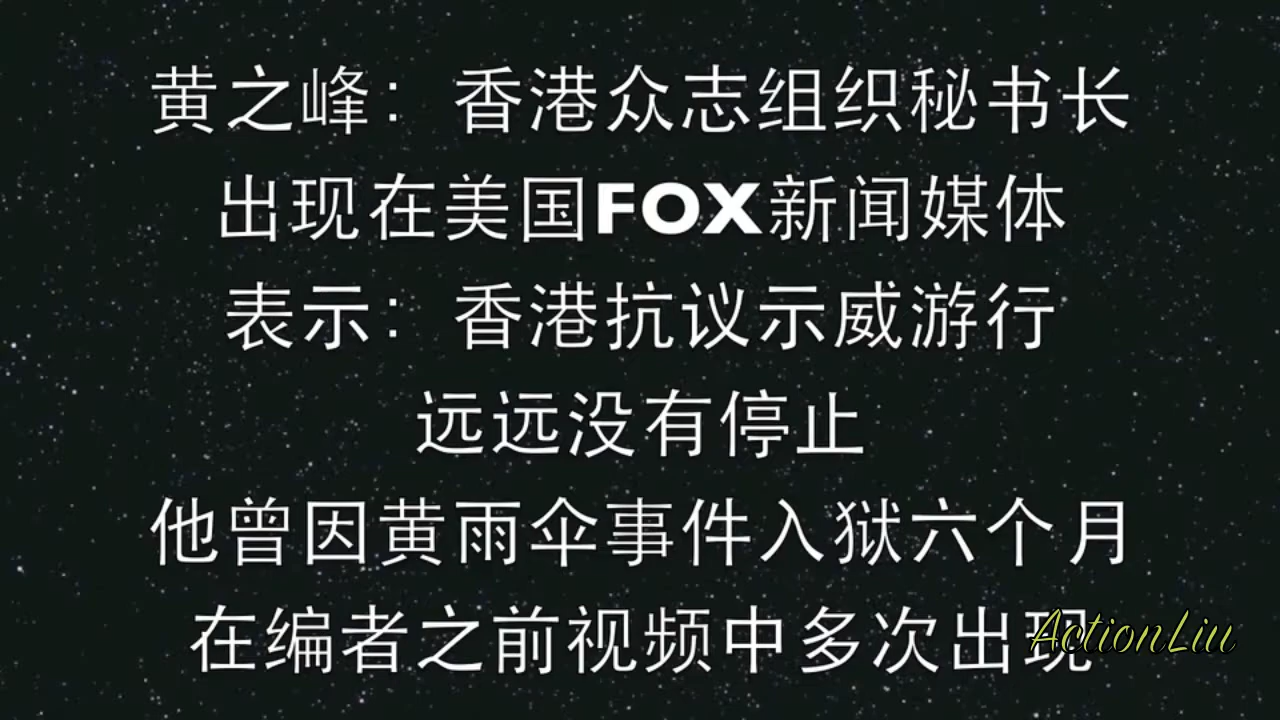 黄之峰：香港众志组织秘书长
出现在美国FOX新闻媒体
表示：香港抗议示威游行
远远没有停止
他曾因黄雨伞事件入狱六个月
在编者之前视频中多次出现
ActionLiu